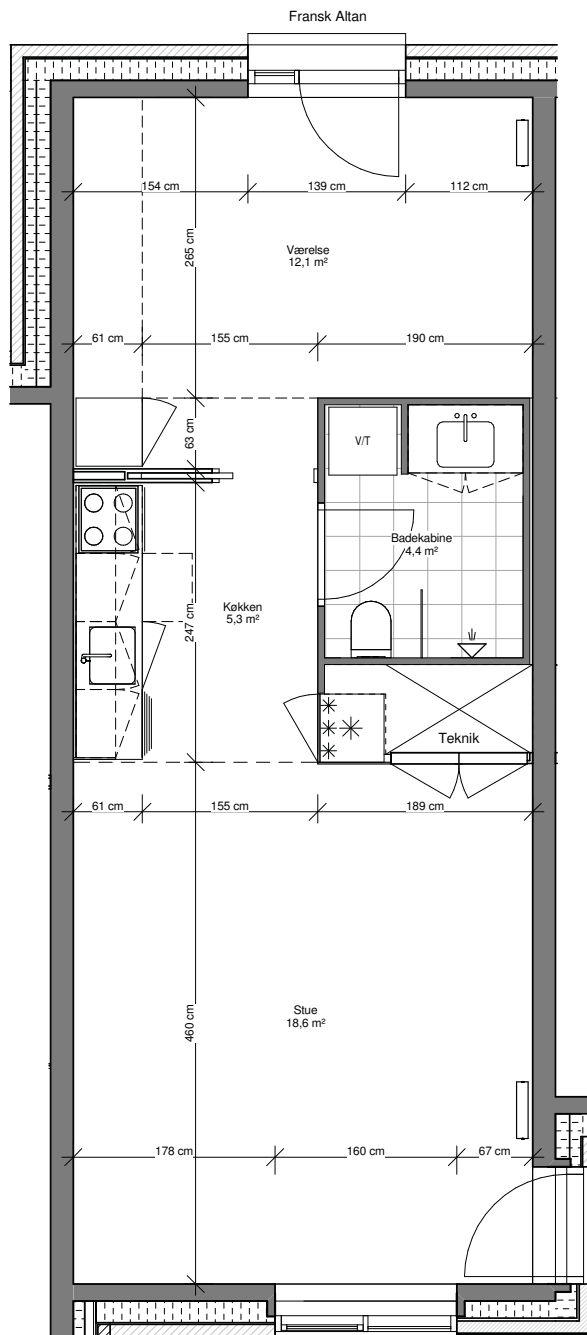 Fransk Altan
154 cm
139 cm
112 cm
265 cm
Værelse
12,1 m²
61 cm
155 cm
190 cm
63 cm
V/T
Badekabine
4,4 m²
Køkken
5,3 m²
247 cm
Teknik
61 cm
155 cm
189 cm
460 cm
Stue
18,6 m²
178 cm
160 cm
67 cm